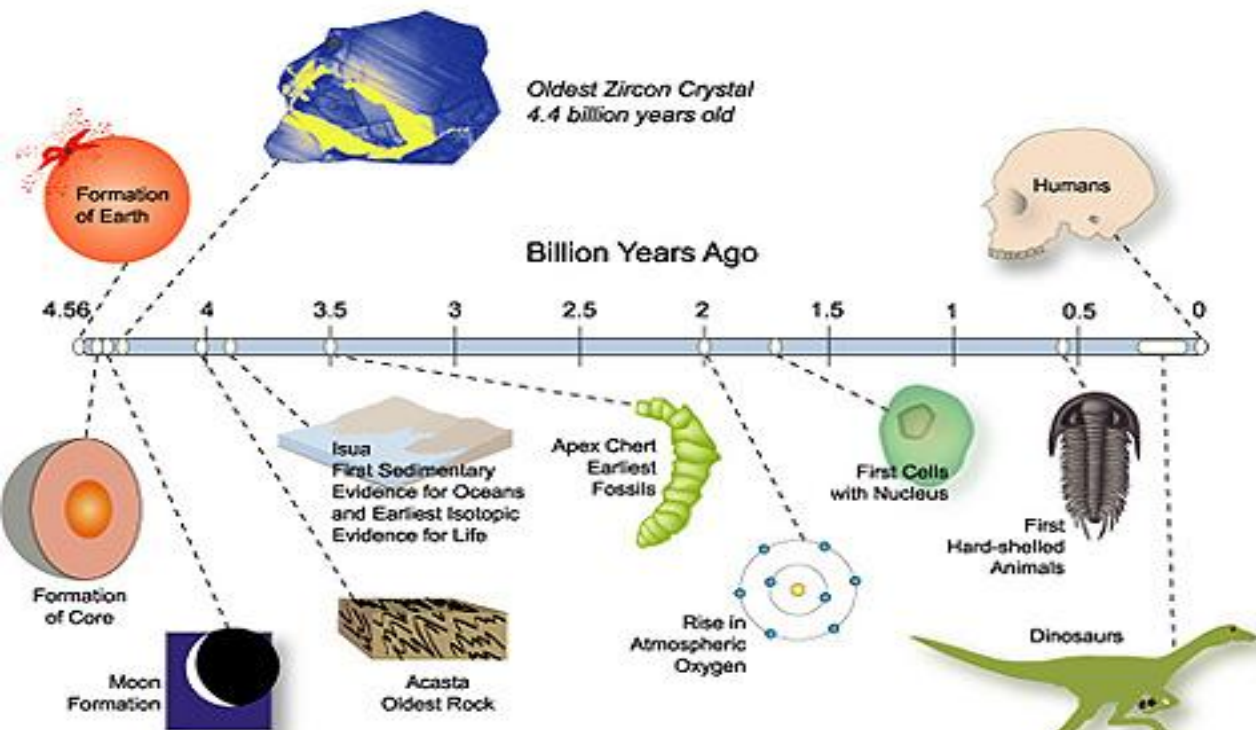 Oldest Zircon Crystal
4.4 billion years old
Formation
of Earth
Humans
Billion Years Ago
4.56 4 3.5 3 2.5 2 1.5 1 0.5 0
Isua
First Sedimentary
Evidence for Oceans
and Earliest Isotopic
Evidence for Life
Apex Chert
Earliest
Fossils
First Cells
with Nucleus
First
Hard-shelled
Animals
Formation
of Core
Rise in
Atmospheric
Oxygen
Dinosaurs
Moon
Formation
Acasta
Oldest Rock